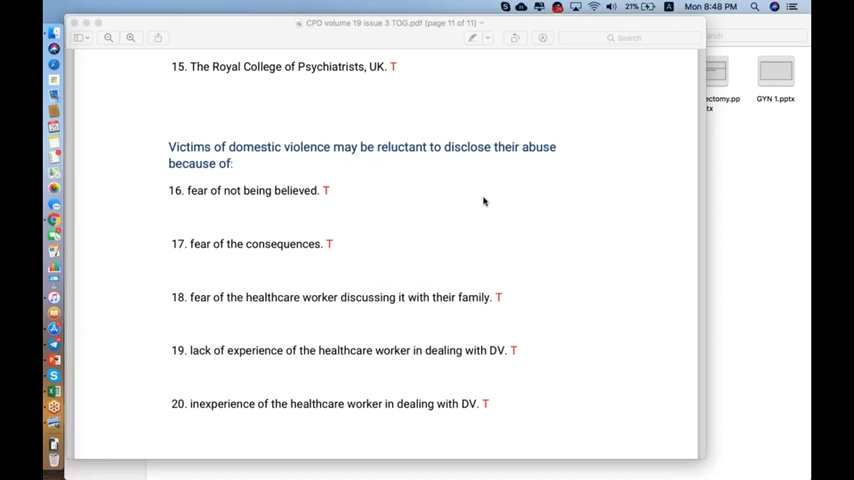 21%
A
Mon 8:48 PM
CPD volume 19 issue 3 TOG.pdf (page 11 of 11)
Search
15. The Royal College of Psychiatrists, UK. T
ectomy.pp
tx
GYN 1.pptx
Victims of domestic violence may be reluctant to disclose their abuse
because of:
16. fear of not being believed. T
17. fear of the consequences. T
18. fear of the healthcare worker discussing it with their family. T
19. lack of experience of the healthcare worker in dealing with DV. T
20. inexperience of the healthcare worker in dealing with DV. T